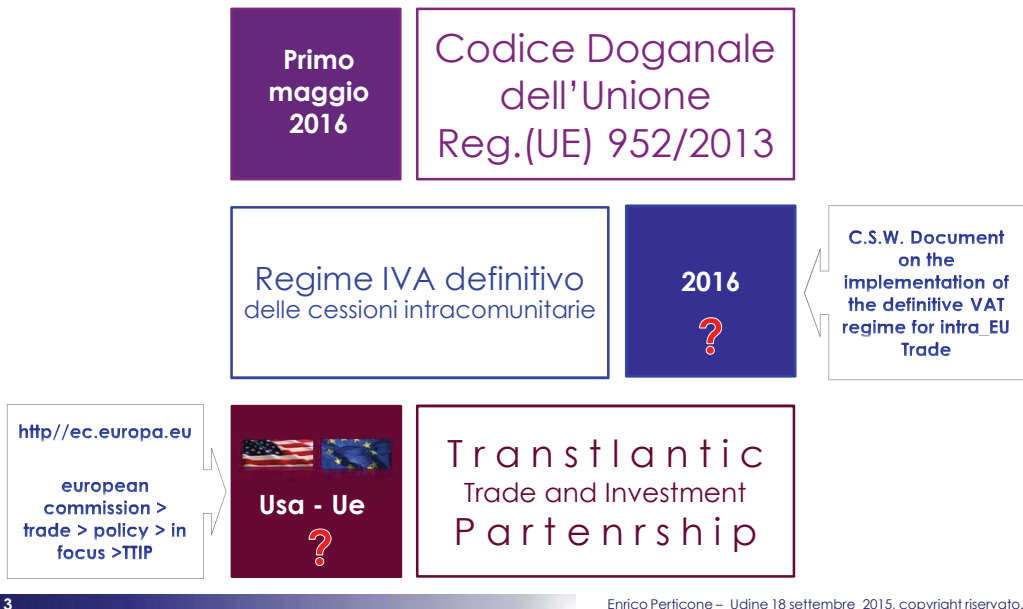 Primo
maggio
2016
Codice Doganale
dell’Unione
Reg.(UE) 952/2013
Regime IVA definitivo
delle cessioni intracomunitarie
2016
?
C.S.W. Document
on the
implementation of
the definitive VAT
regime for intra_EU
Trade
http//ec.europa.eu
european
commission >
trade > policy > in
focus >TTIP
Usa - Ue
?
Transtlantic
Trade and Investment
Partenrship
3
Enrico Perticone – Udine 18 settembre 2015, copyright riservato.